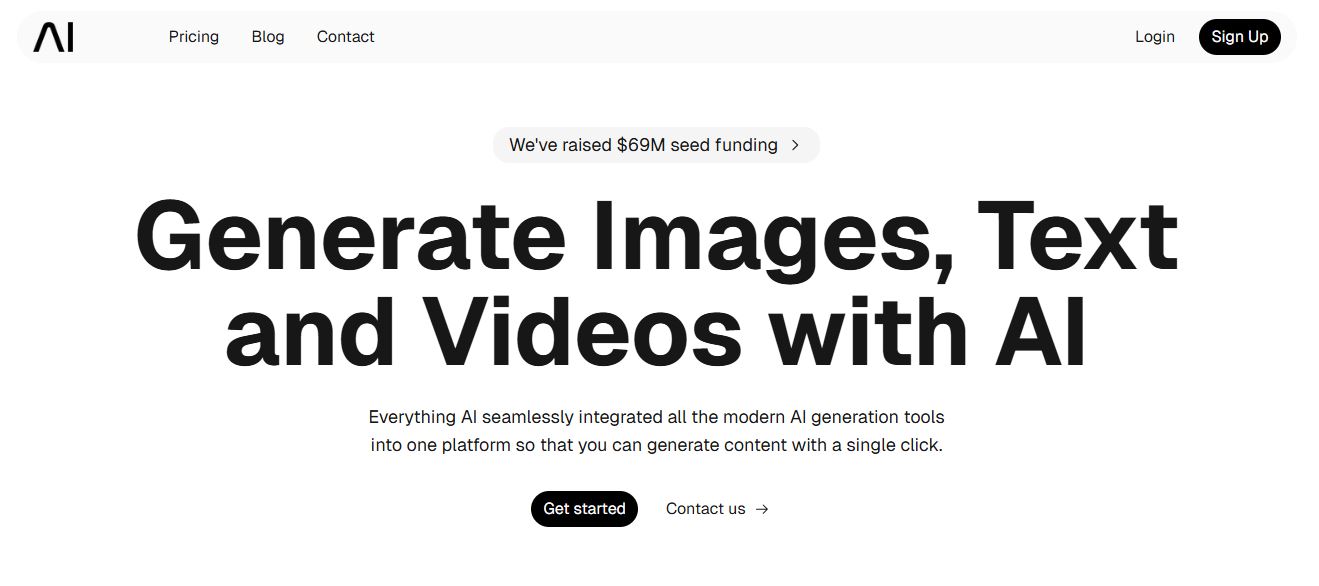 AI
Pricing Blog Contact Login Sign Up
We've raised $69M seed funding
Generate Images, Text
and Videos with AI
Everything AI seamlessly integrated all the modern AI generation tools
into one platform so that you can generate content with a single click.
Get started Contact us →